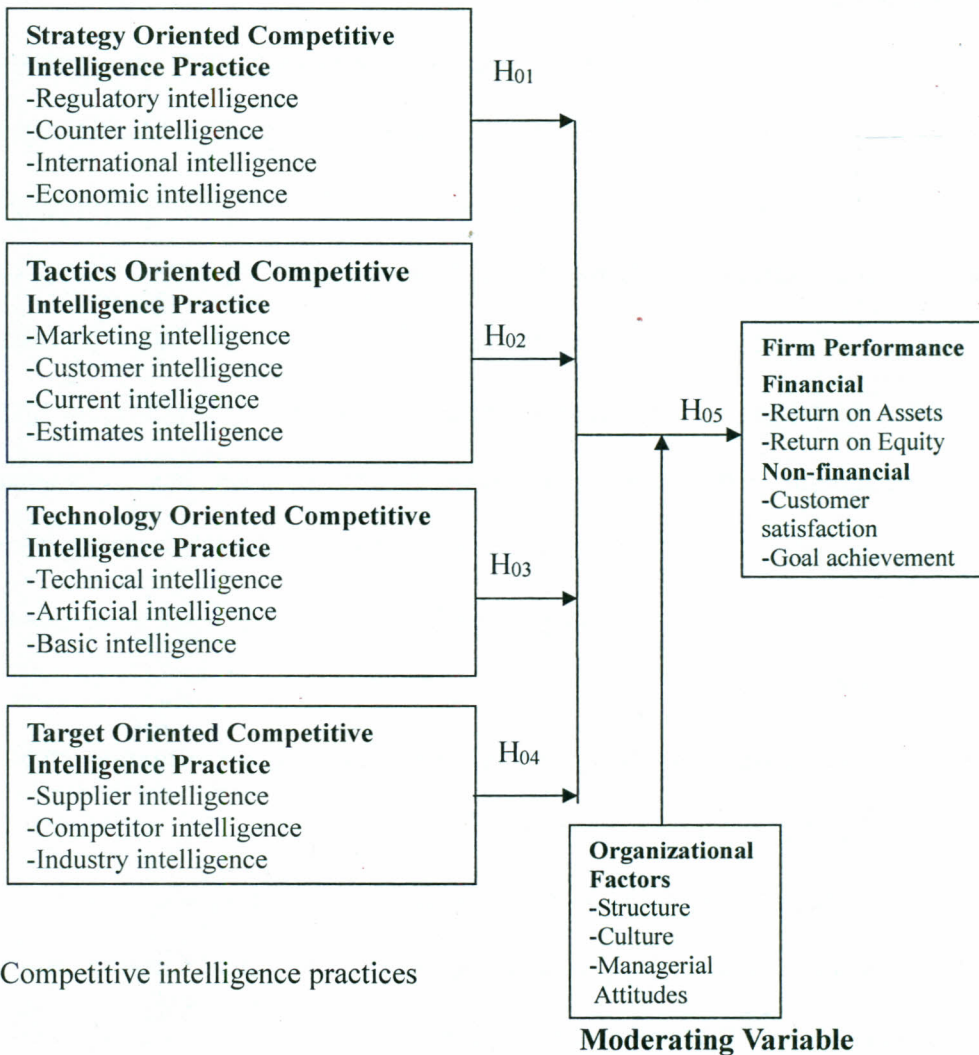 Strategy Oriented Competitive
Intelligence Practice
-Regulatory intelligence
-Counter intelligence
-International intelligence
-Economic intelligence
H01
Tactics Oriented Competitive
Intelligence Practice
-Marketing intelligence
-Customer intelligence
-Current intelligence
-Estimates intelligence
H02
Technology Oriented Competitive
Intelligence Practice
-Technical intelligence
-Artificial intelligence
-Basic intelligence
H03
Target Oriented Competitive
Intelligence Practice
-Supplier intelligence
-Competitor intelligence
-Industry intelligence
H04
H05
Firm Performance
Financial
-Return on Assets
-Return on Equity
Non-financial
-Customer
satisfaction
-Goal achievement
Organizational
Factors
-Structure
-Culture
-Managerial
Attitudes
Competitive intelligence practices
Moderating Variable